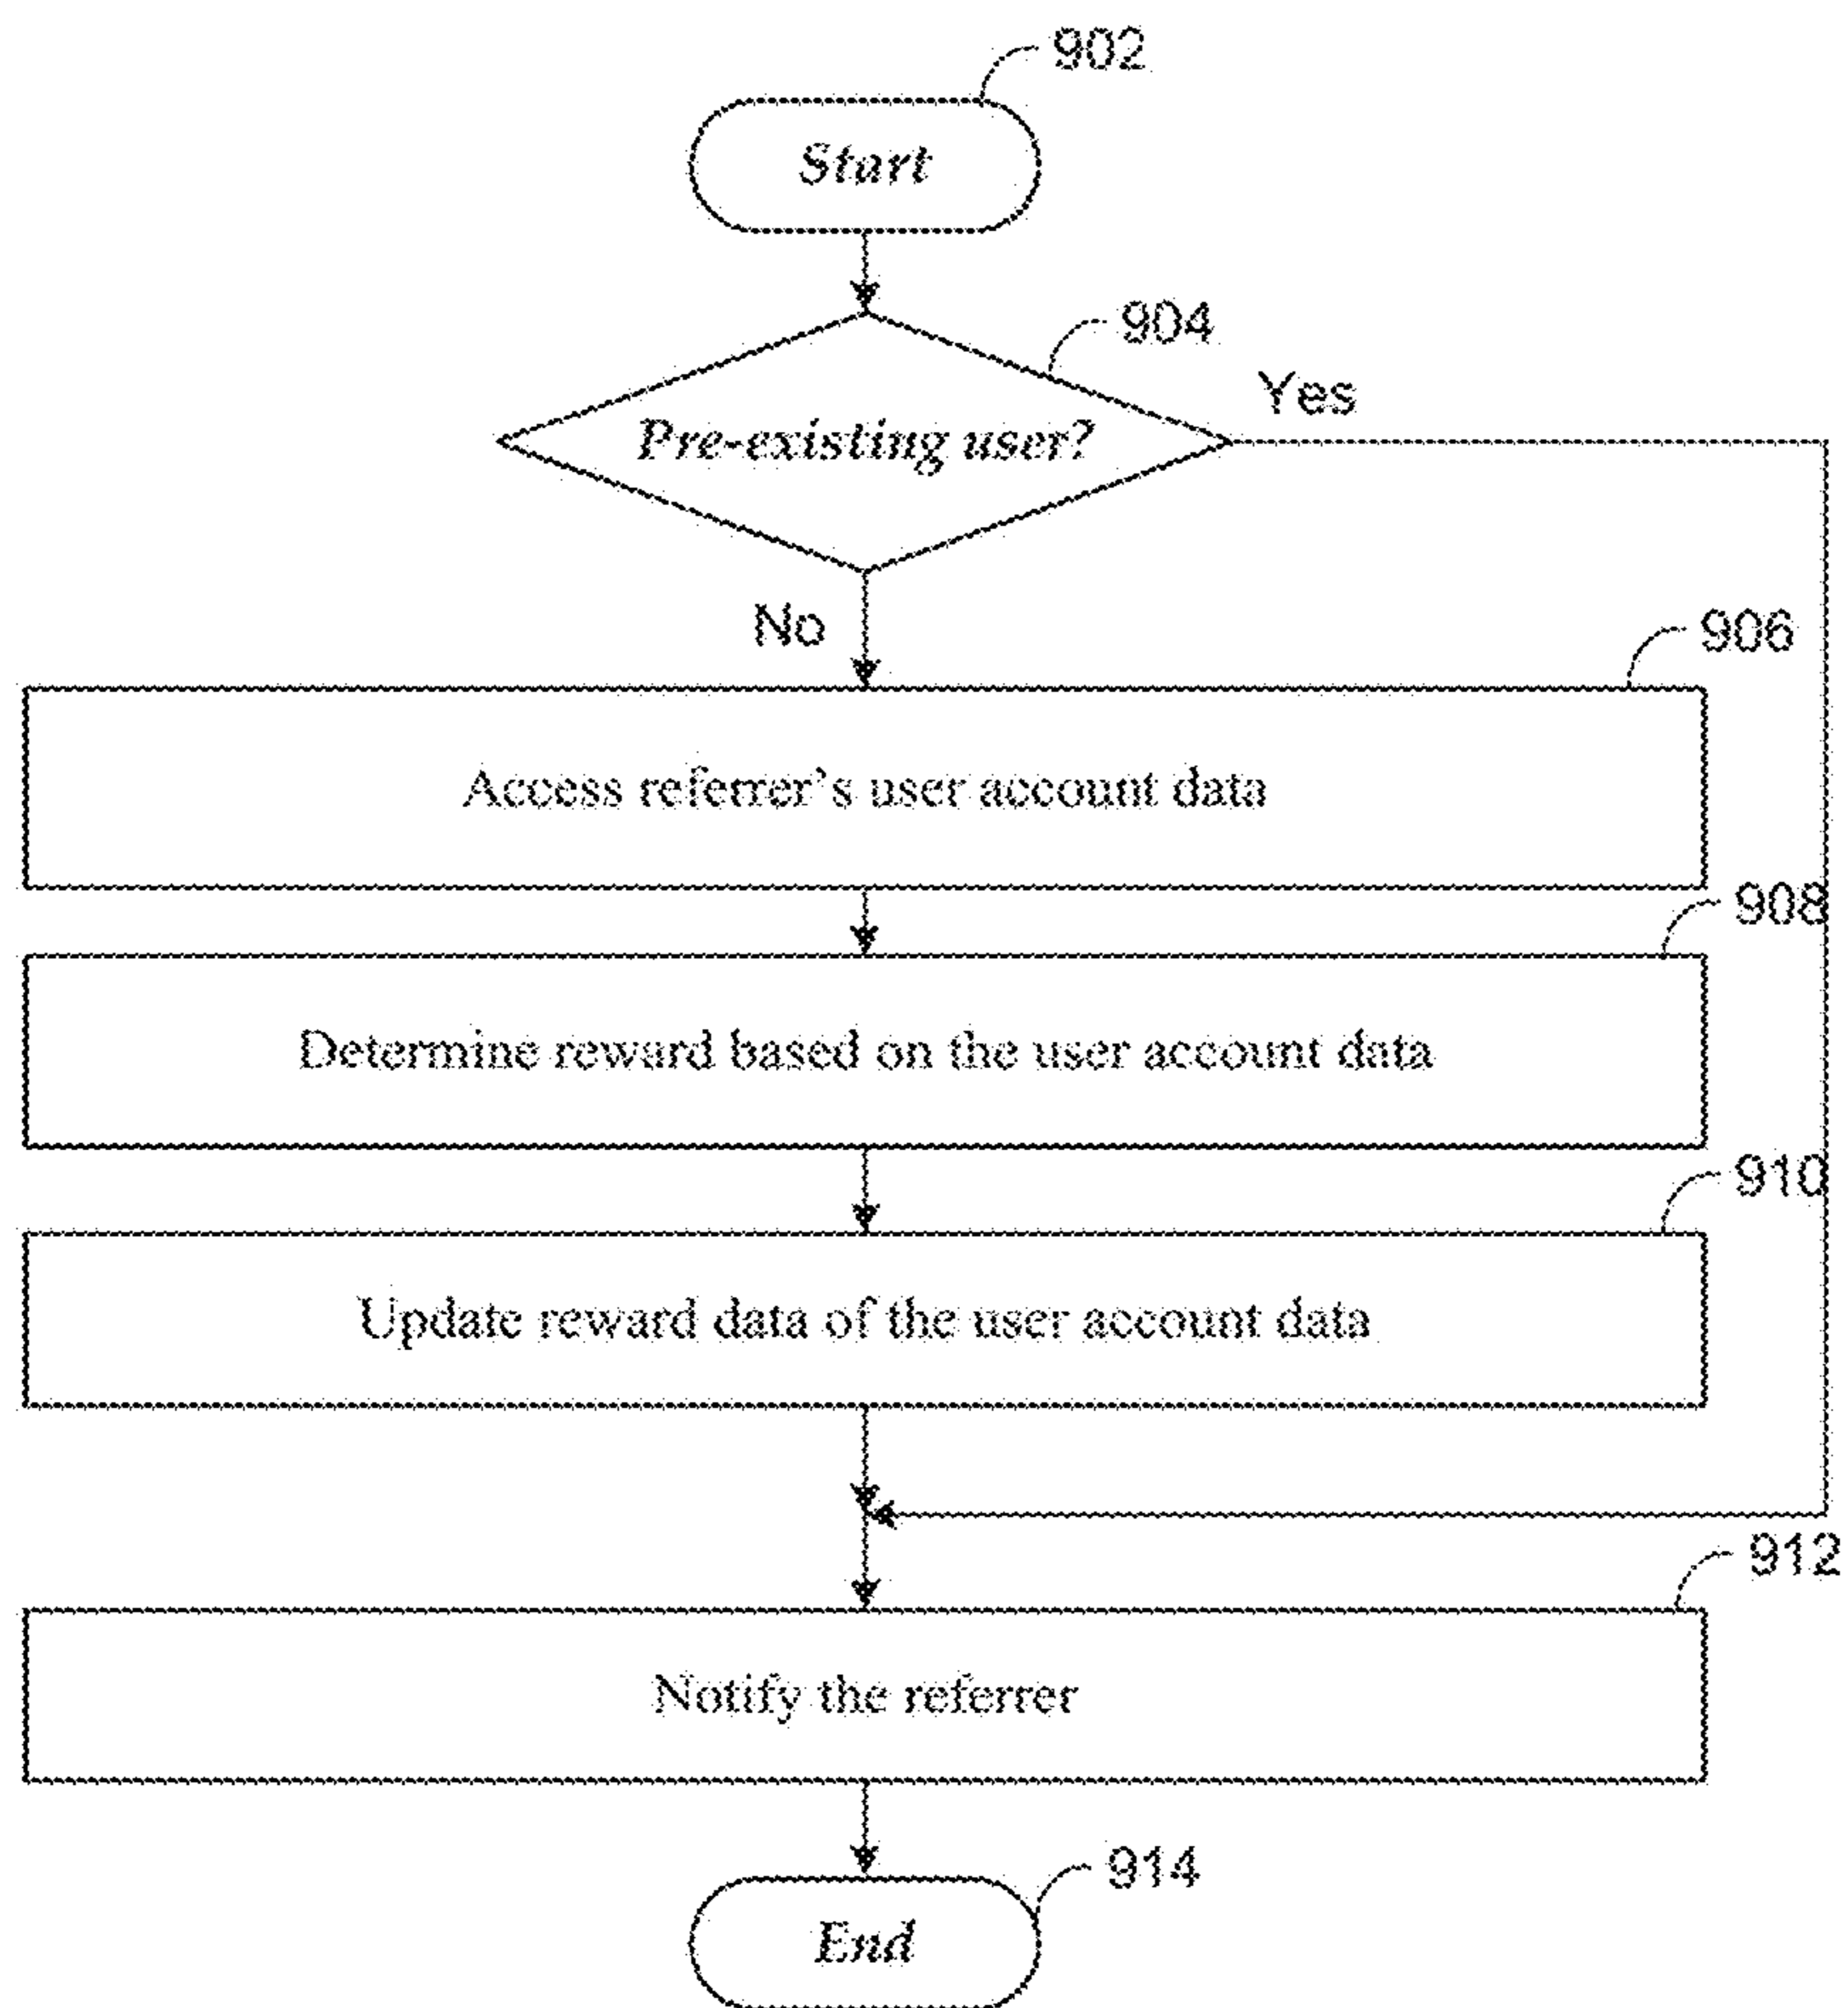 902
Start
904
Pre-existing user?
Yes
No
906
Access referrer's user account data
908
Determine reward based on the user account data
910
Update reward data of the user account data
912
Notify the referrer
914
End